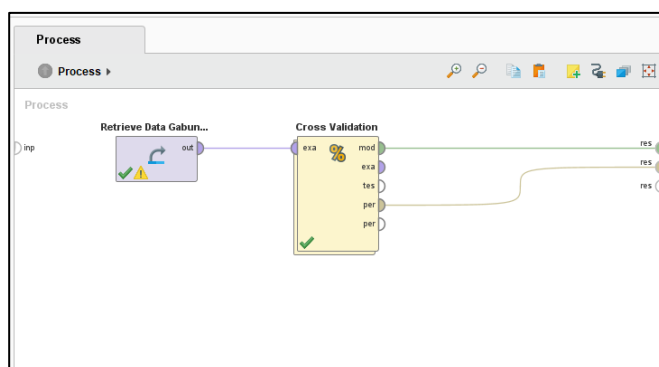 Process
Process
Process
Retrieve Data Gabun...
Cross Validation
inp
out
exa
mod
exa
tes
per
per
res
res
res